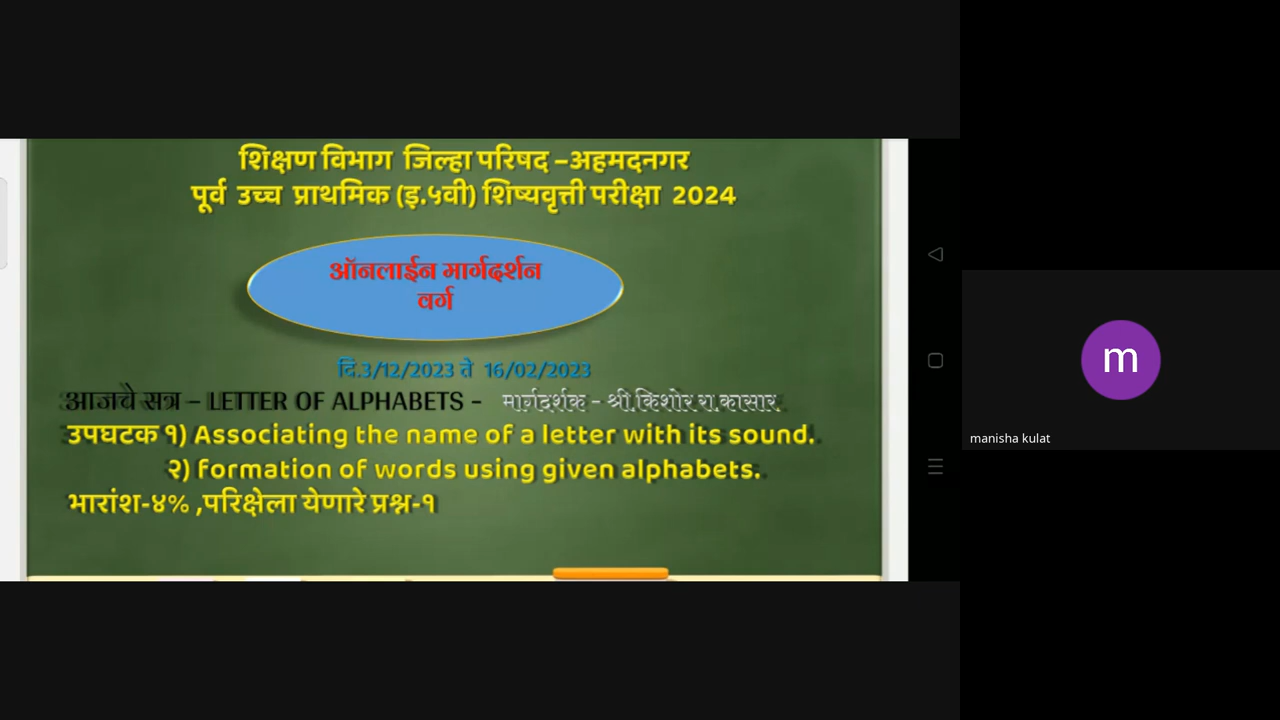 शिक्षण विभाग जिल्हा परिषद –अहमदनगर
पूर्व उच्च प्राथमिक (इ.५वी) शिष्यवृत्ती परीक्षा 2024
ऑनलाईन मार्गदर्शन
वर्ग
दि.3/12/2023 ते 16/02/2023
आजचे सत्र – LETTER OF ALPHABETS - मार्गदर्शक - श्री.किशोर रा.कासार.
उपघटक १) Associating the name of a letter with its sound.
२) formation of words using given alphabets.
भारांश-४% ,परिक्षेला येणारे प्रश्न-१
m
manisha kulat